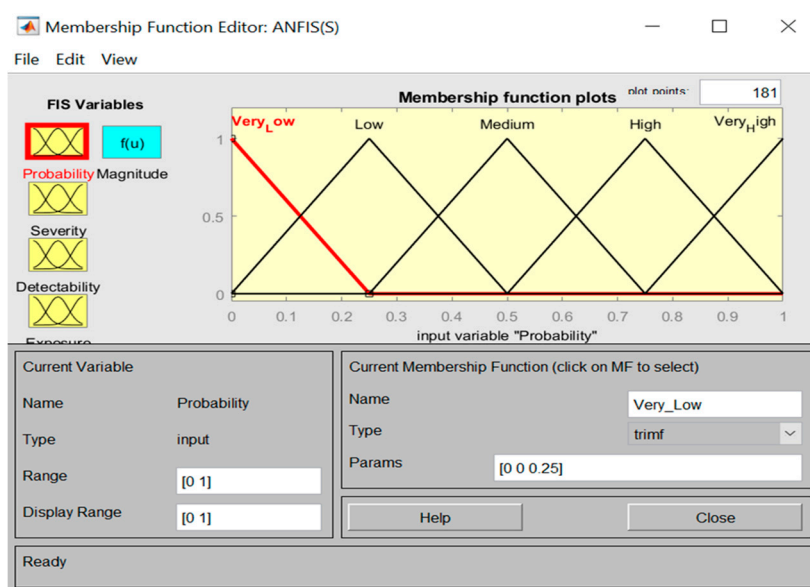 Membership Function Editor: ANFIS(S)
File Edit View
FIS Variables
f(u)
Probability Magnitude
Severity
Detectability
Exposure
Membership function plots
plot points:
181
Very_Low
Low
Medium
High
Very_High
1
0.5
0
0 0.1 0.2 0.3 0.4 0.5 0.6 0.7 0.8 0.9 1
input variable "Probability"
Current Variable
Name Probability
Type input
Range [0 1]
Display Range [0 1]
Current Membership Function (click on MF to select)
Name Very_Low
Type trimf
Params [0 0 0.25]
Help Close
Ready